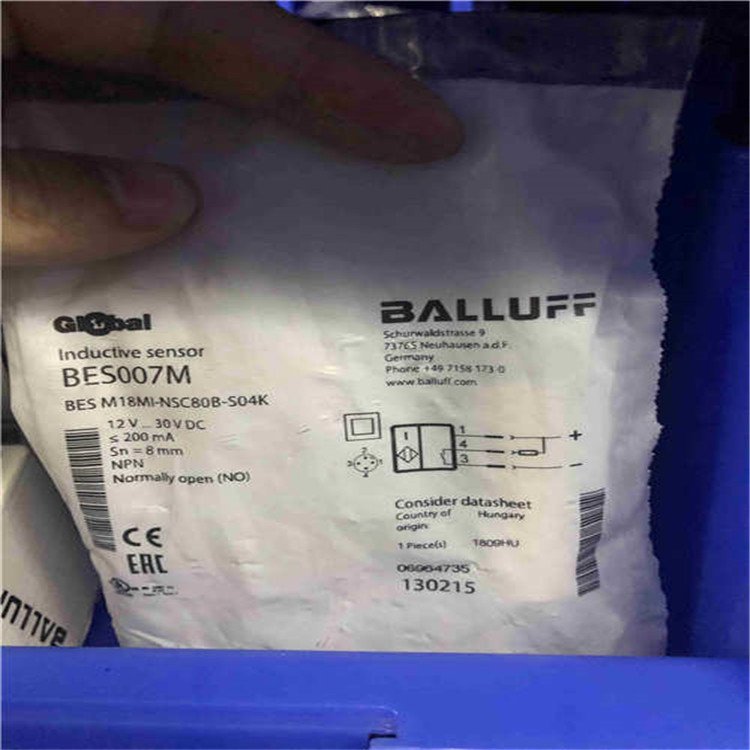 Global
Inductive sensor
BES007M
BES M18MI-NSC80B-S04K
12 V... 30 V DC
≤ 200 mA
Sn = 8 mm
NPN
Normally open (NO)
CE
EAC
BALLUFF
Schurwaldstrasse 9
73765 Neuhausen a.d.F.
Germany
Phone +49 7158 173 0
www.balluff.com
1
4
3
+
−
Consider datasheet
Country of Hungary
origin:
1 Piece(s) 1809HU
06964735
130215